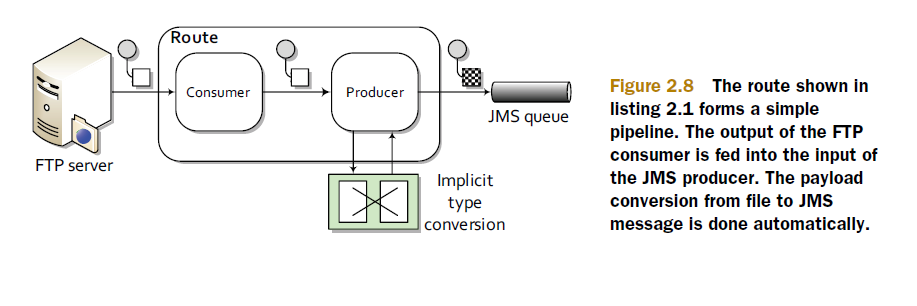 Route
Consumer
Producer
FTP server
JMS queue
Implicit
type
conversion
Figure 2.8 The route shown in
listing 2.1 forms a simple
pipeline. The output of the FTP
consumer is fed into the input of
the JMS producer. The payload
conversion from file to JMS
message is done automatically.